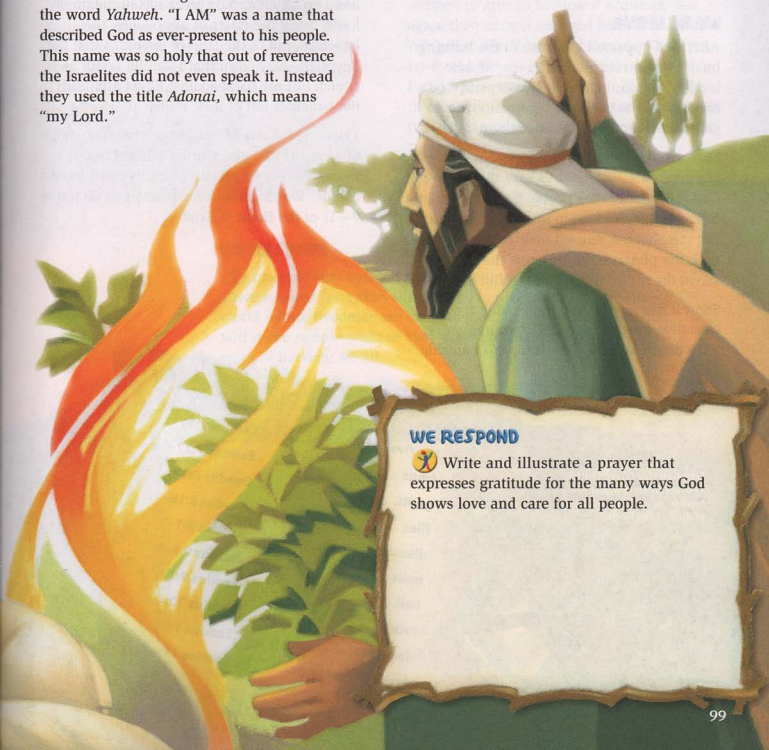 the word Yahweh. “I AM” was a name that
described God as ever-present to his people.
This name was so holy that out of reverence
the Israelites did not even speak it. Instead
they used the title Adonai, which means
“my Lord.”
WE RESPOND
Write and illustrate a prayer that
expresses gratitude for the many ways God
shows love and care for all people.
99